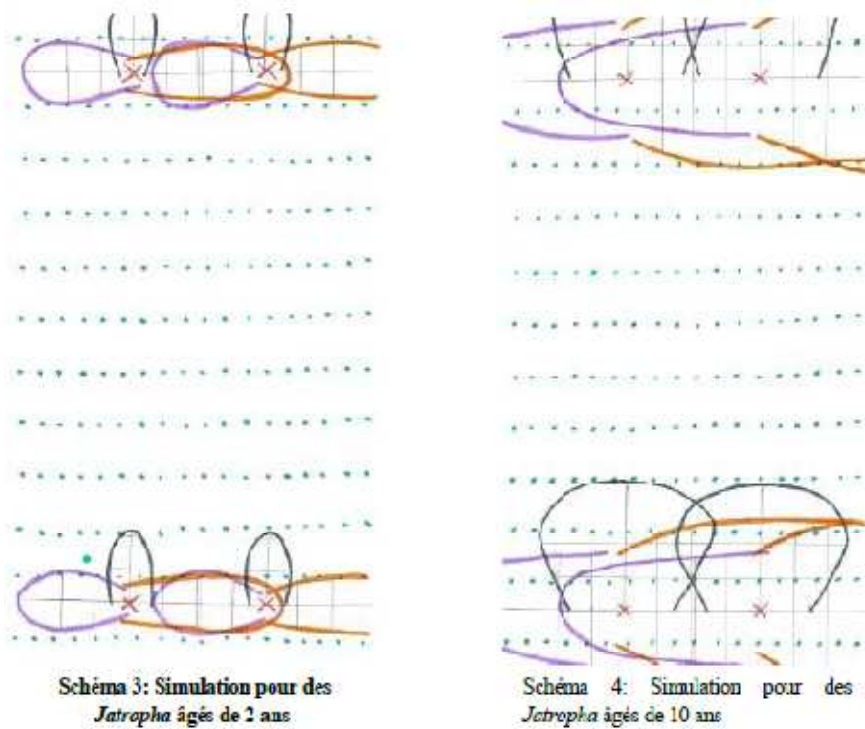 Schéma 3: Simulation pour des
Jatropha âgés de 2 ans
Schéma 4: Simulation pour des
Jatropha âgés de 10 ans